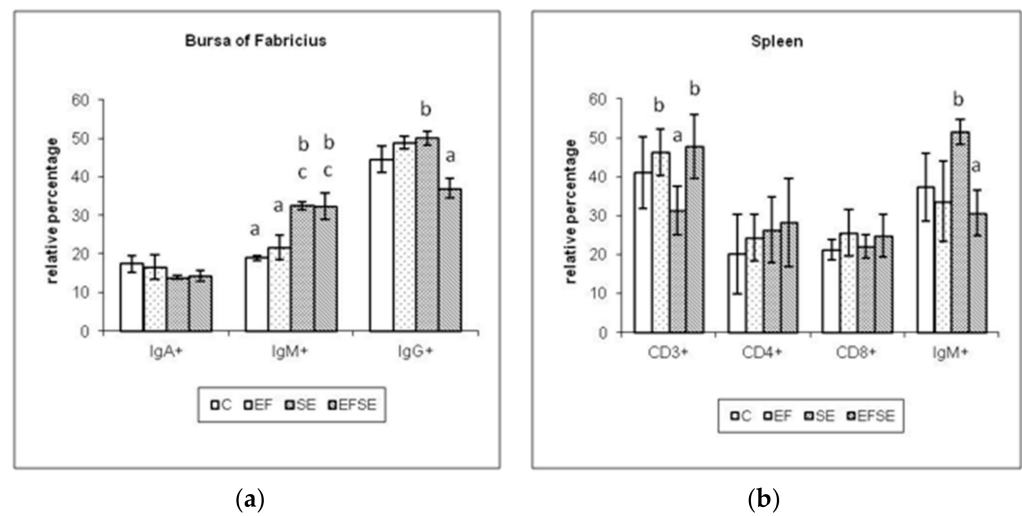 Bursa of Fabricius
relative percentage
60
50
40
30
20
10
0
a
a
b
c
b
c
b
a
IgA+
IgM+
IgG+
C EF SE EFSE
(a)
Spleen
relative percentage
60
50
40
30
20
10
0
b
a
b
b
a
CD3+
CD4+
CD8+
IgM+
C EF SE EFSE
(b)